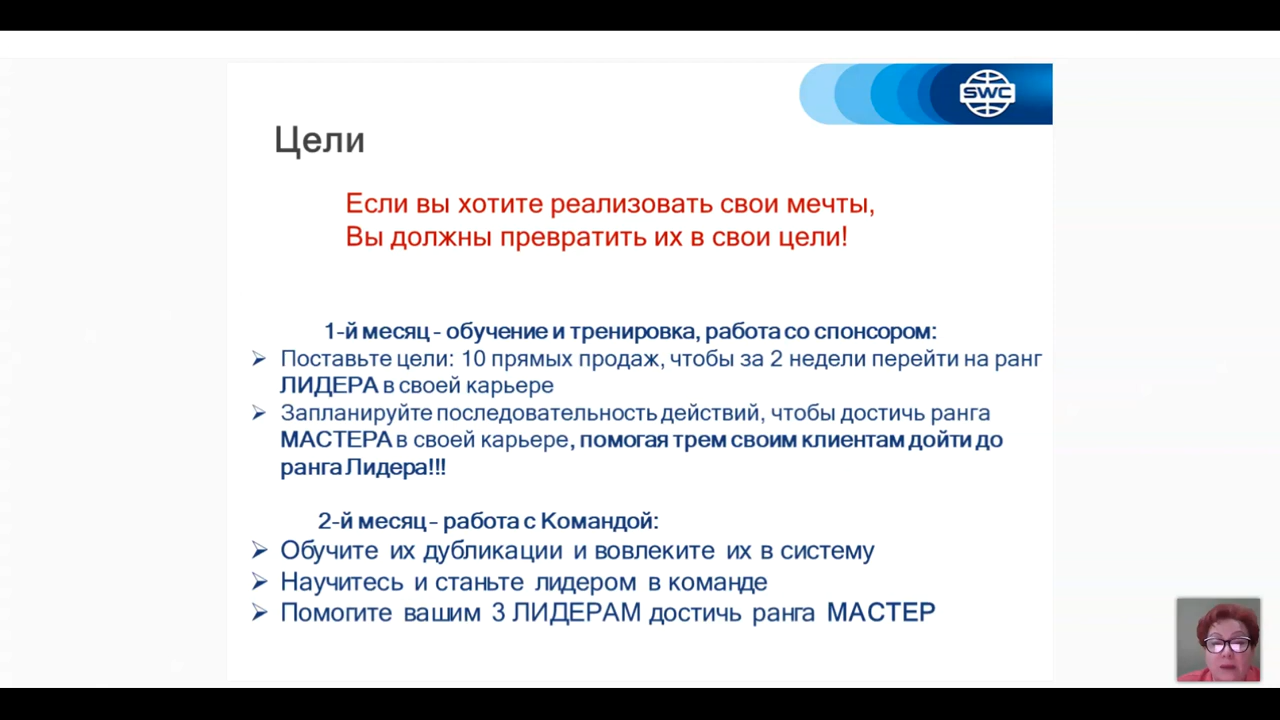 SWC
Цели
Если вы хотите реализовать свои мечты,
Вы должны превратить их в свои цели!
1-й месяц - обучение и тренировка, работа со спонсором:
Поставьте цели: 10 прямых продаж, чтобы за 2 недели перейти на ранг
ЛИДЕРА в своей карьере
Запланируйте последовательность действий, чтобы достичь ранга
МАСТЕРА в своей карьере, помогая трем своим клиентам дойти до
ранга Лидера!!!
2-й месяц - работа с Командой:
Обучите их дубликации и вовлеките их в систему
Научитесь и станьте лидером в команде
Помогите вашим 3 ЛИДЕРАМ достичь ранга МАСТЕР